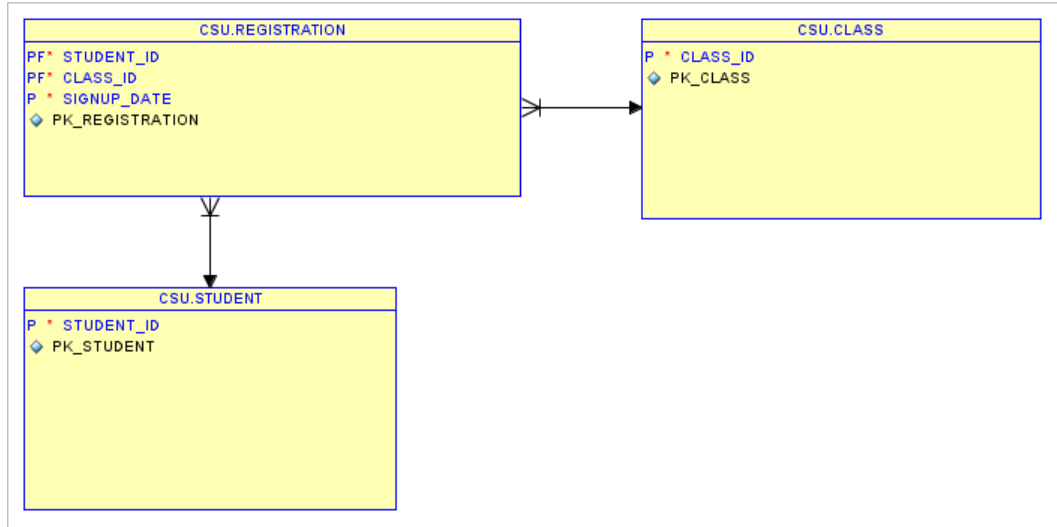 CSU.REGISTRATION
PF* STUDENT_ID
PF* CLASS_ID
P * SIGNUP_DATE
PK_REGISTRATION
CSU.CLASS
P * CLASS_ID
PK_CLASS
CSU.STUDENT
P * STUDENT_ID
PK_STUDENT